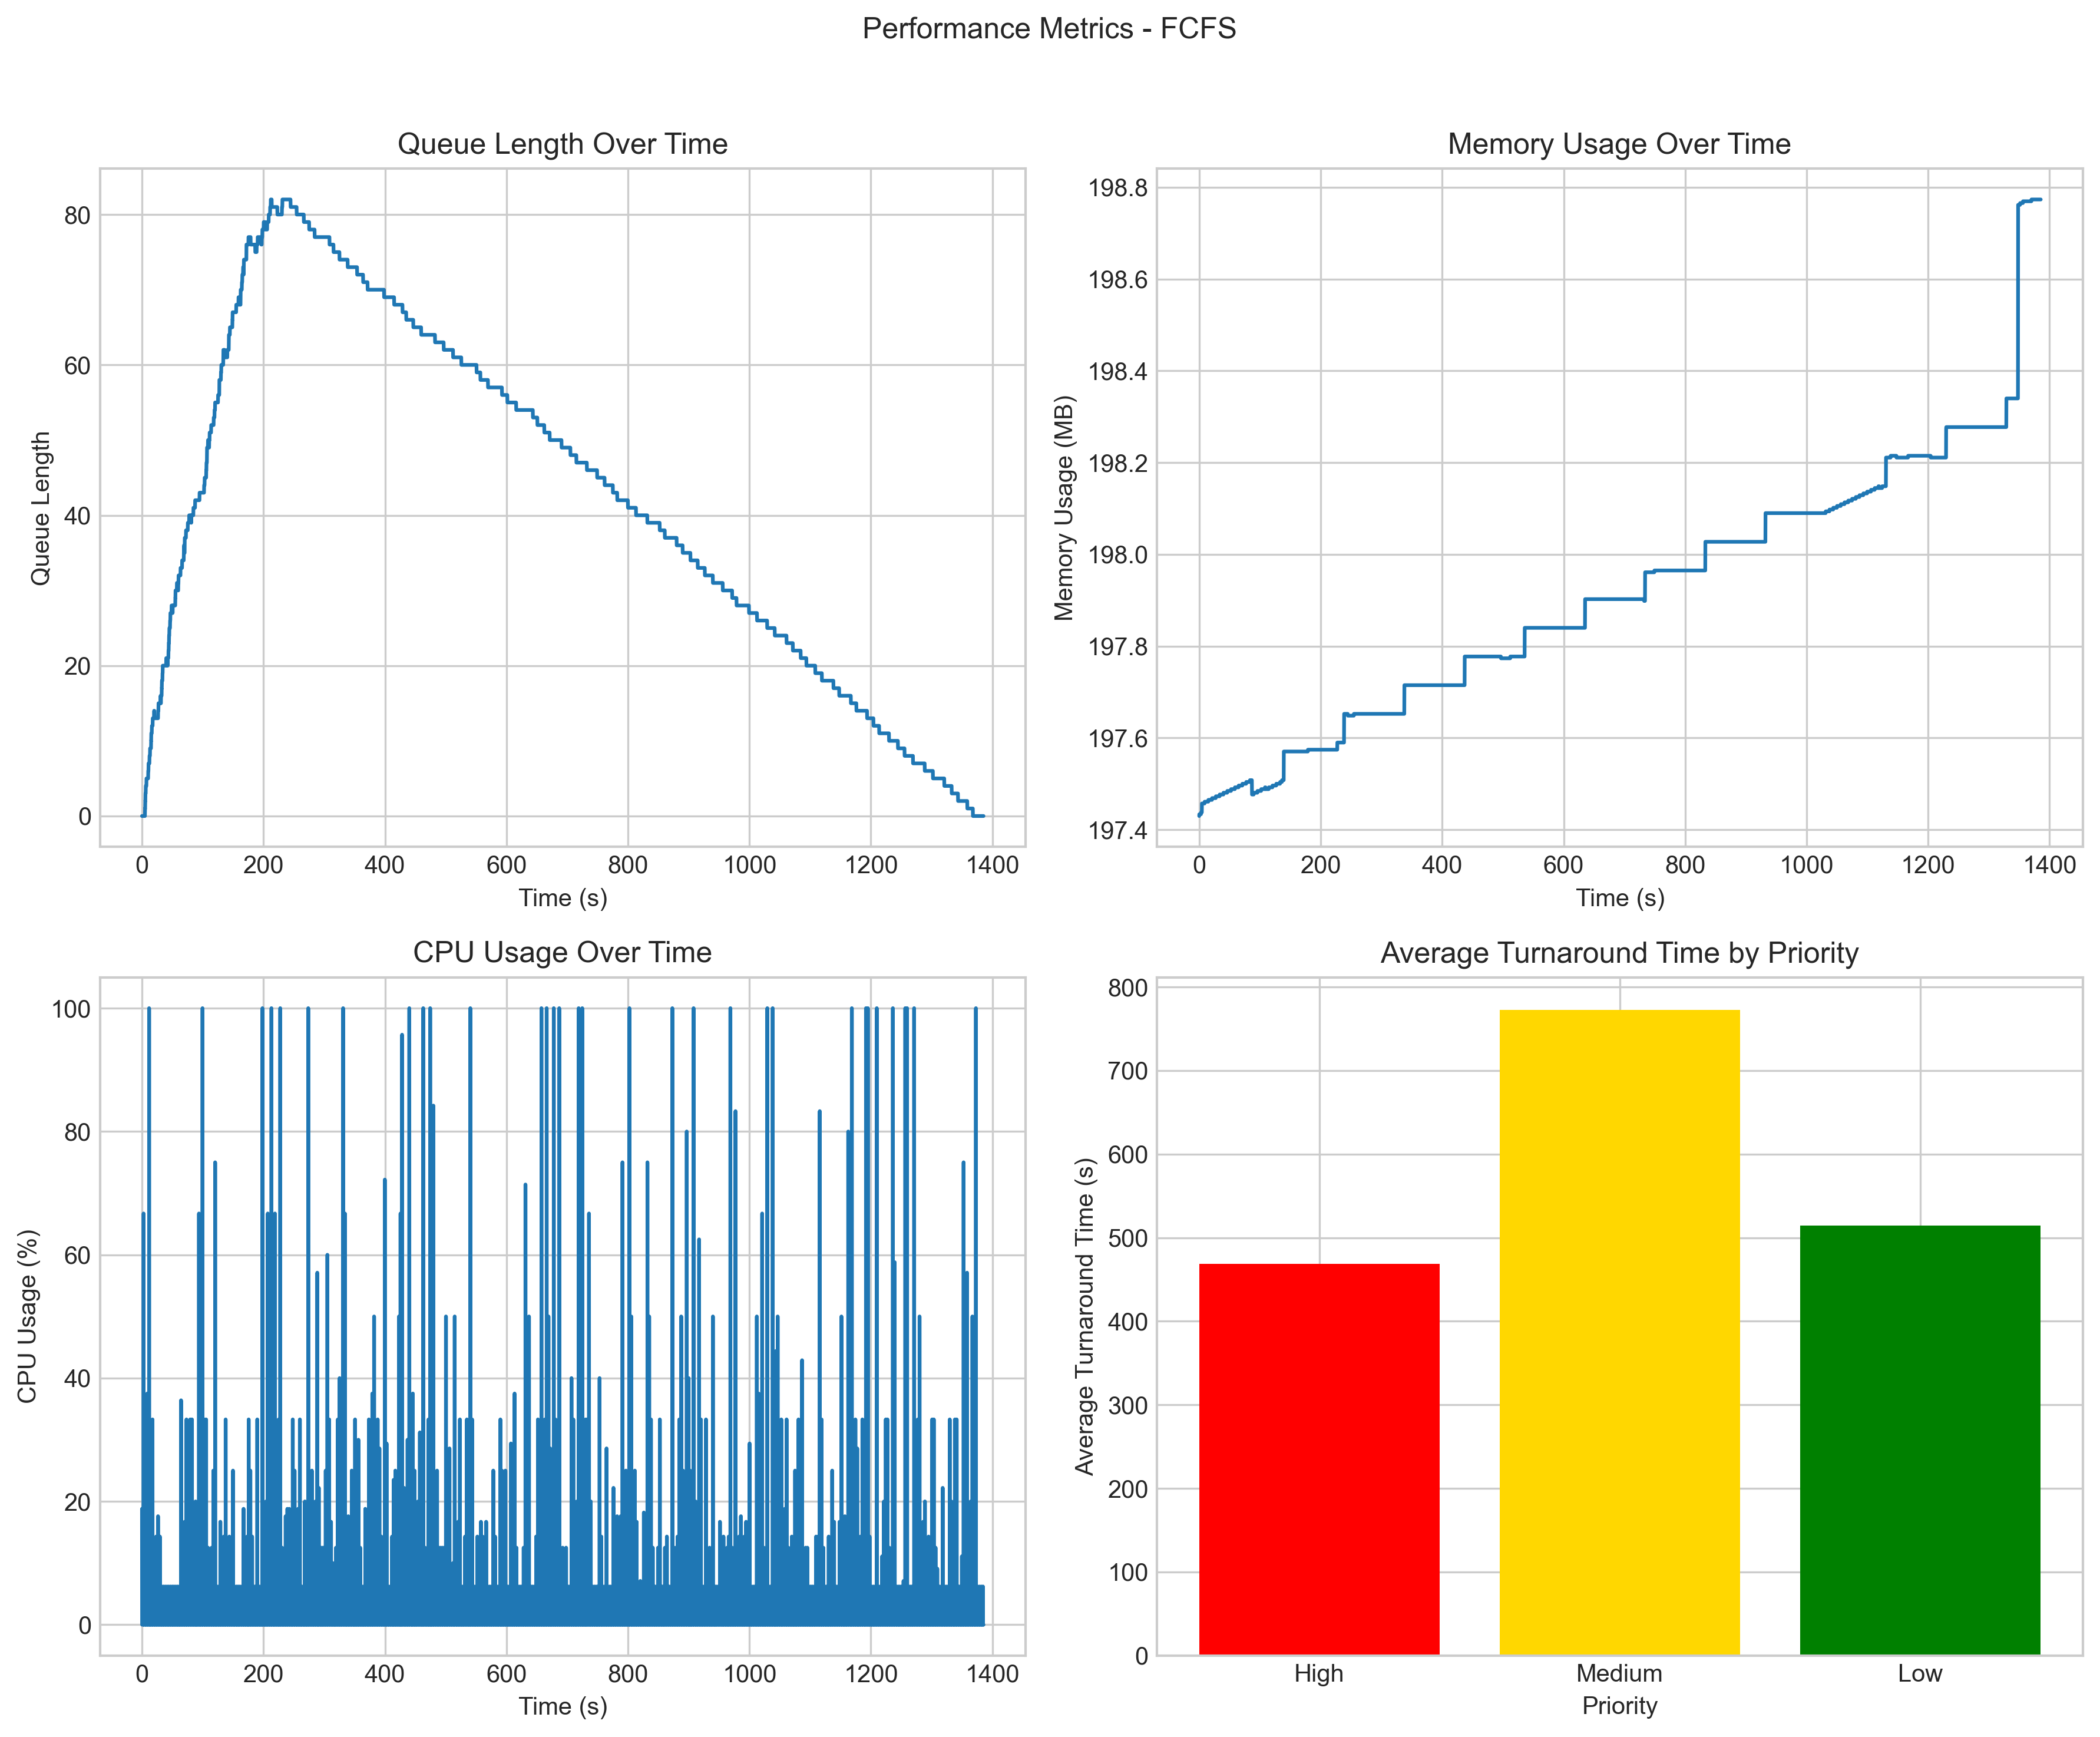 Performance Metrics - FCFS
Queue Length Over Time
Queue Length
80
60
40
20
0
0 200 400 600 800 1000 1200 1400
Time (s)
Memory Usage Over Time
Memory Usage (MB)
198.8
198.6
198.4
198.2
198.0
197.8
197.6
197.4
0 200 400 600 800 1000 1200 1400
Time (s)
CPU Usage Over Time
CPU Usage (%)
100
80
60
40
20
0
0 200 400 600 800 1000 1200 1400
Time (s)
Average Turnaround Time by Priority
Average Turnaround Time (s)
800
700
600
500
400
300
200
100
0
High Medium Low
Priority